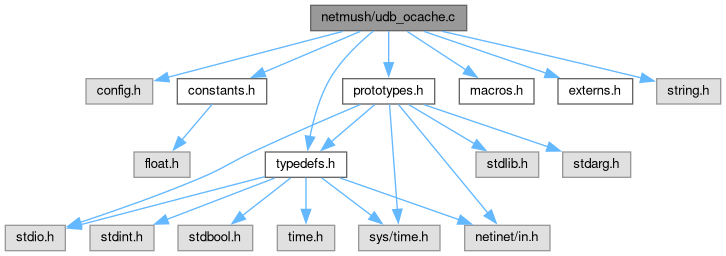 netmush/udb_ocache.c
config.h
constants.h
prototypes.h
macros.h
externs.h
string.h
float.h
typedefs.h
stdlib.h
stdarg.h
stdio.h
stdint.h
stdbool.h
time.h
sys/time.h
netinet/in.h